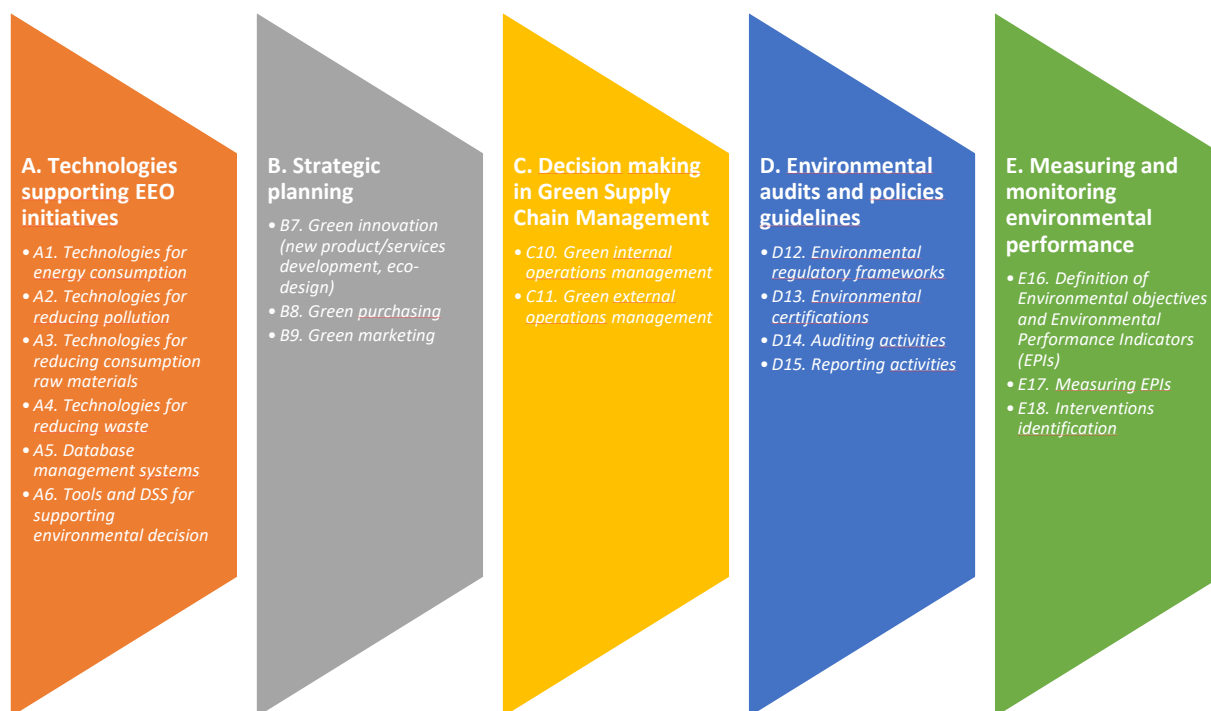 A. Technologies
supporting EEO
initiatives
• A1. Technologies for
energy consumption
• A2. Technologies for
reducing pollution
• A3. Technologies for
reducing consumption
raw materials
• A4. Technologies for
reducing waste
• A5. Database
management systems
• A6. Tools and DSS for
supporting
environmental decision
B. Strategic
planning
• B7. Green innovation
(new product/services
development, eco-
design)
• B8. Green purchasing
• B9. Green marketing
C. Decision making
in Green Supply
Chain Management
• C10. Green internal
operations management
• C11. Green external
operations management
D. Environmental
audits and policies
guidelines
• D12. Environmental
regulatory frameworks
• D13. Environmental
certifications
• D14. Auditing activities
• D15. Reporting activities
E. Measuring and
monitoring
environmental
performance
• E16. Definition of
Environmental objectives
and Environmental
Performance Indicators
(EPIs)
• E17. Measuring EPIs
• E18. Interventions
identification